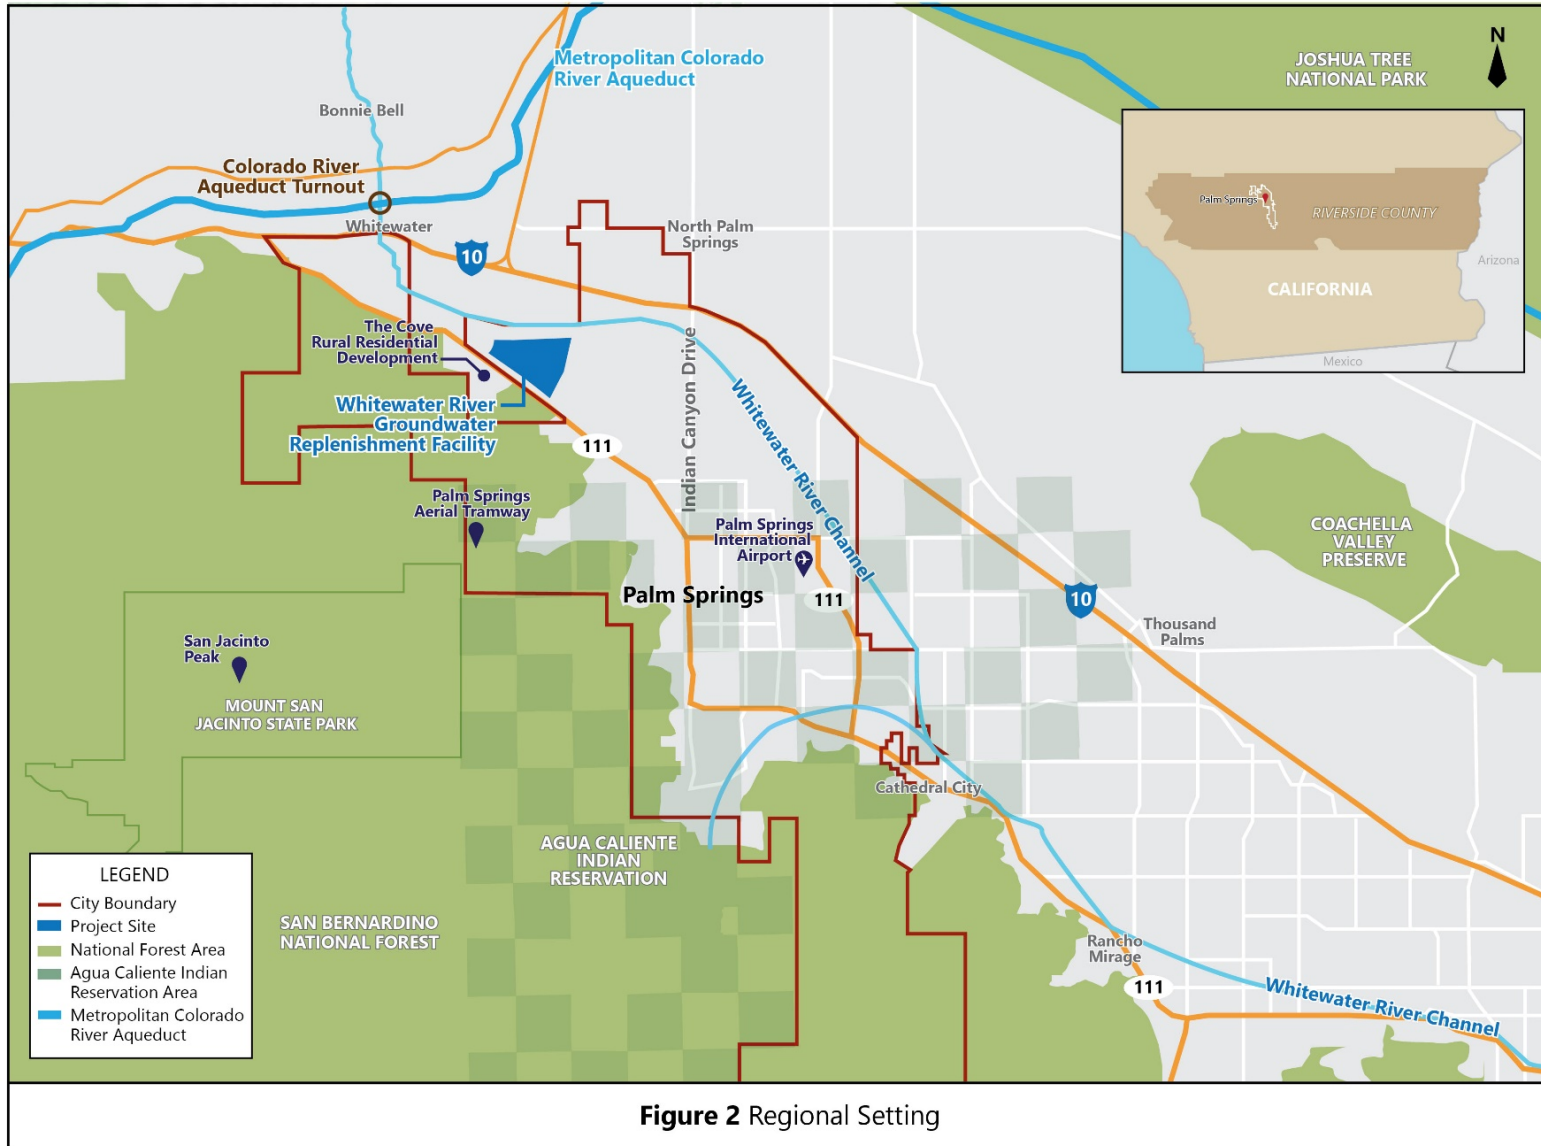 Metropolitan Colorado
River Aqueduct
JOSHUA TREE
NATIONAL PARK
N
Bonnie Bell
Colorado River
Aqueduct Turnout
Whitewater
North Palm
Springs
10
Palm Springs
RIVERSIDE COUNTY
Arizona
CALIFORNIA
Mexico
The Cove
Rural Residential
Development
Whitewater River
Groundwater
Replenishment Facility
Indian Canyon Drive
Whitewater River Channel
111
Palm Springs
Aerial Tramway
Palm Springs
International
Airport
COACHELLA
VALLEY
PRESERVE
Palm Springs
111
10
Thousand
Palms
San Jacinto
Peak
MOUNT SAN
JACINTO STATE PARK
Cathedral City
AGUA CALIENTE
INDIAN
RESERVATION
SAN BERNARDINO
NATIONAL FOREST
Rancho
Mirage
111
Whitewater River Channel
LEGEND
City Boundary
Project Site
National Forest Area
Agua Caliente Indian
Reservation Area
Metropolitan Colorado
River Aqueduct
Figure 2 Regional Setting